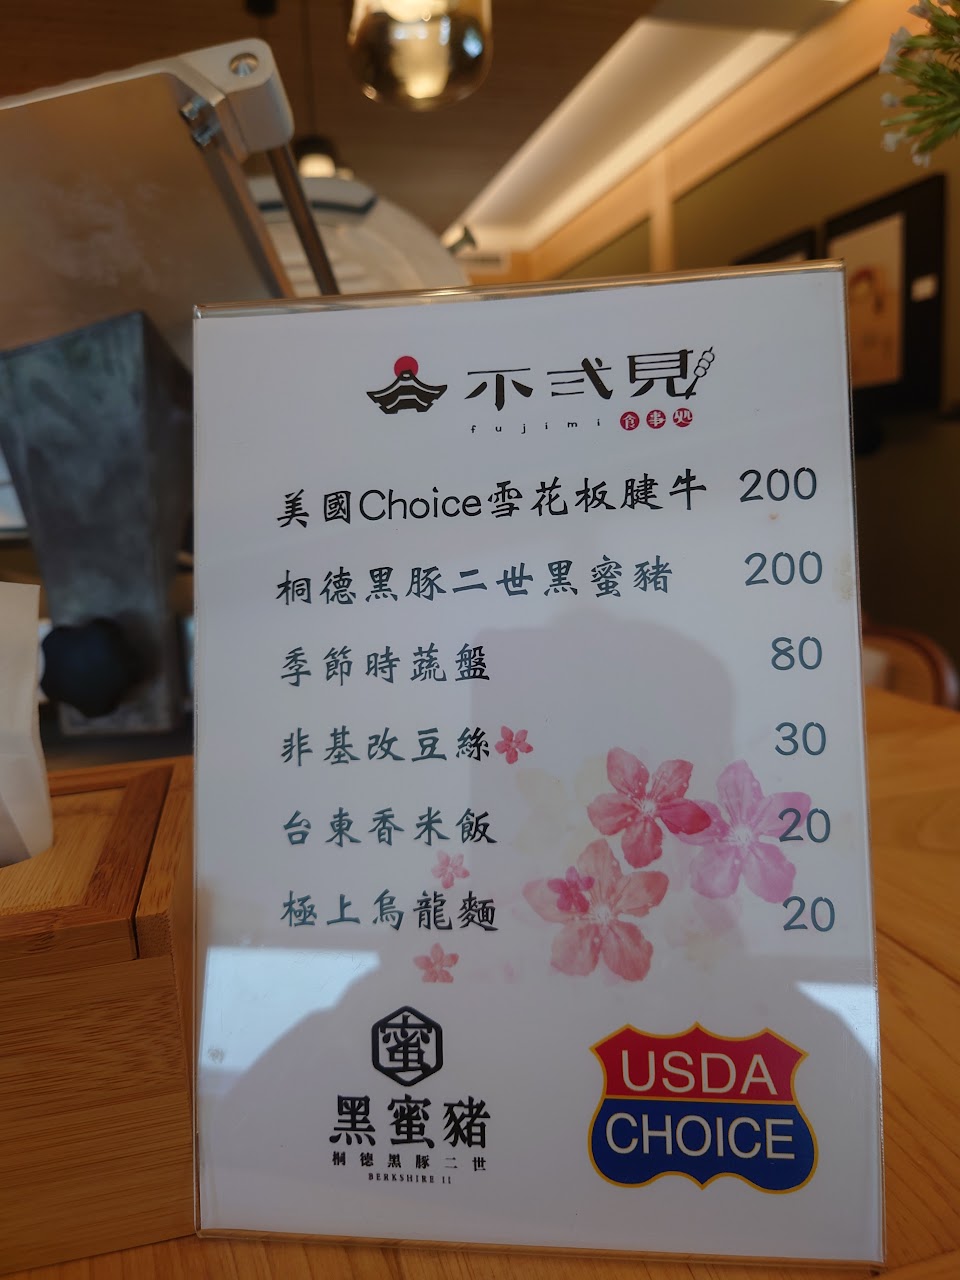 不弎見
fujimi 食事処
美國Choice雪花板腱牛 200
桐德黑豚二世黑蜜豬 200
季節時蔬盤 80
非基改豆絲 30
台東香米飯 20
極上烏龍麵 20
蜜
黑蜜豬
桐德黑豚二世
BERKSHIRE II
USDA
CHOICE